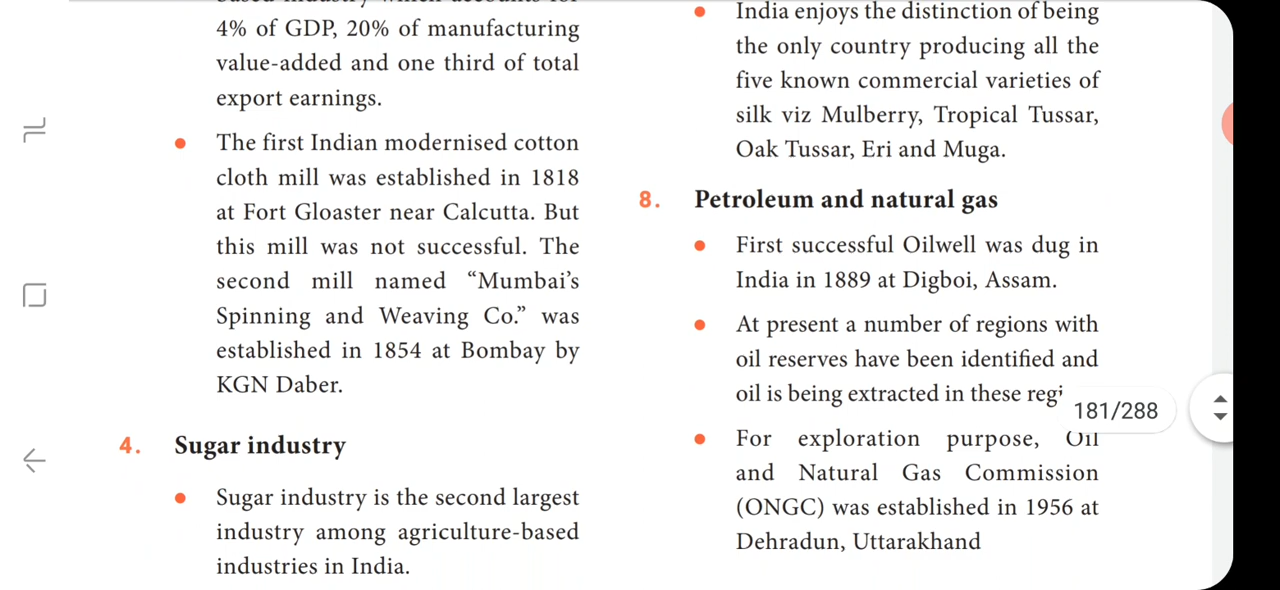 4% of GDP, 20% of manufacturing
value-added and one third of total
export earnings.
The first Indian modernised cotton
cloth mill was established in 1818
at Fort Gloaster near Calcutta. But
this mill was not successful. The
second mill named “Mumbai’s
Spinning and Weaving Co.” was
established in 1854 at Bombay by
KGN Daber.
4. Sugar industry
Sugar industry is the second largest
industry among agriculture-based
industries in India.
India enjoys the distinction of being
the only country producing all the
five known commercial varieties of
silk viz Mulberry, Tropical Tussar,
Oak Tussar, Eri and Muga.
8. Petroleum and natural gas
First successful Oilwell was dug in
India in 1889 at Digboi, Assam.
At present a number of regions with
oil reserves have been identified and
oil is being extracted in these
181/288
For exploration purpose, Oil
and Natural Gas Commission
(ONGC) was established in 1956 at
Dehradun, Uttarakhand